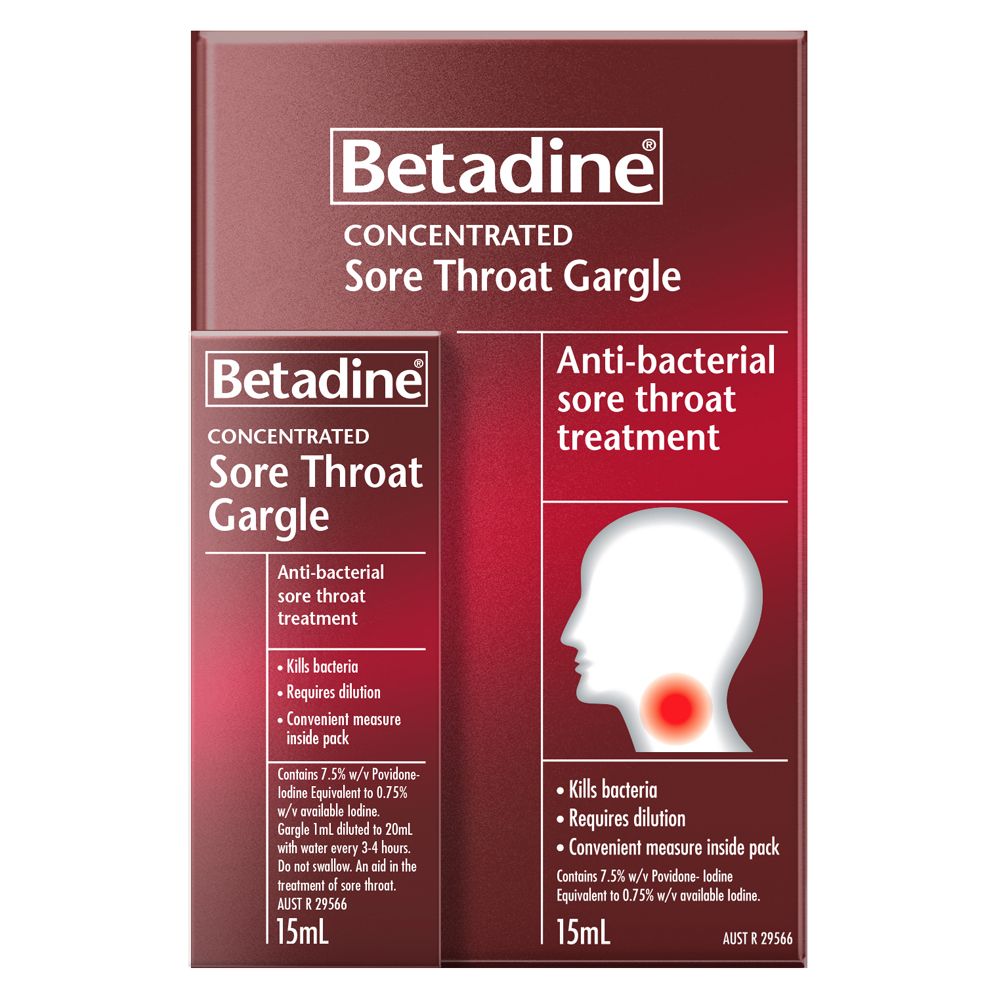 Betadine®
CONCENTRATED
Sore Throat Gargle
Anti-bacterial
sore throat
treatment
• Kills bacteria
• Requires dilution
• Convenient measure inside pack
Contains 7.5% w/v Povidone- Iodine
Equivalent to 0.75% w/v available Iodine.
15mL
AUST R 29566
Betadine®
CONCENTRATED
Sore Throat
Gargle
Anti-bacterial
sore throat
treatment
• Kills bacteria
• Requires dilution
• Convenient measure
inside pack
Contains 7.5% w/v Povidone-
Iodine Equivalent to 0.75%
w/v available Iodine.
Gargle 1mL diluted to 20mL
with water every 3-4 hours.
Do not swallow. An aid in the
treatment of sore throat.
AUST R 29566
15mL